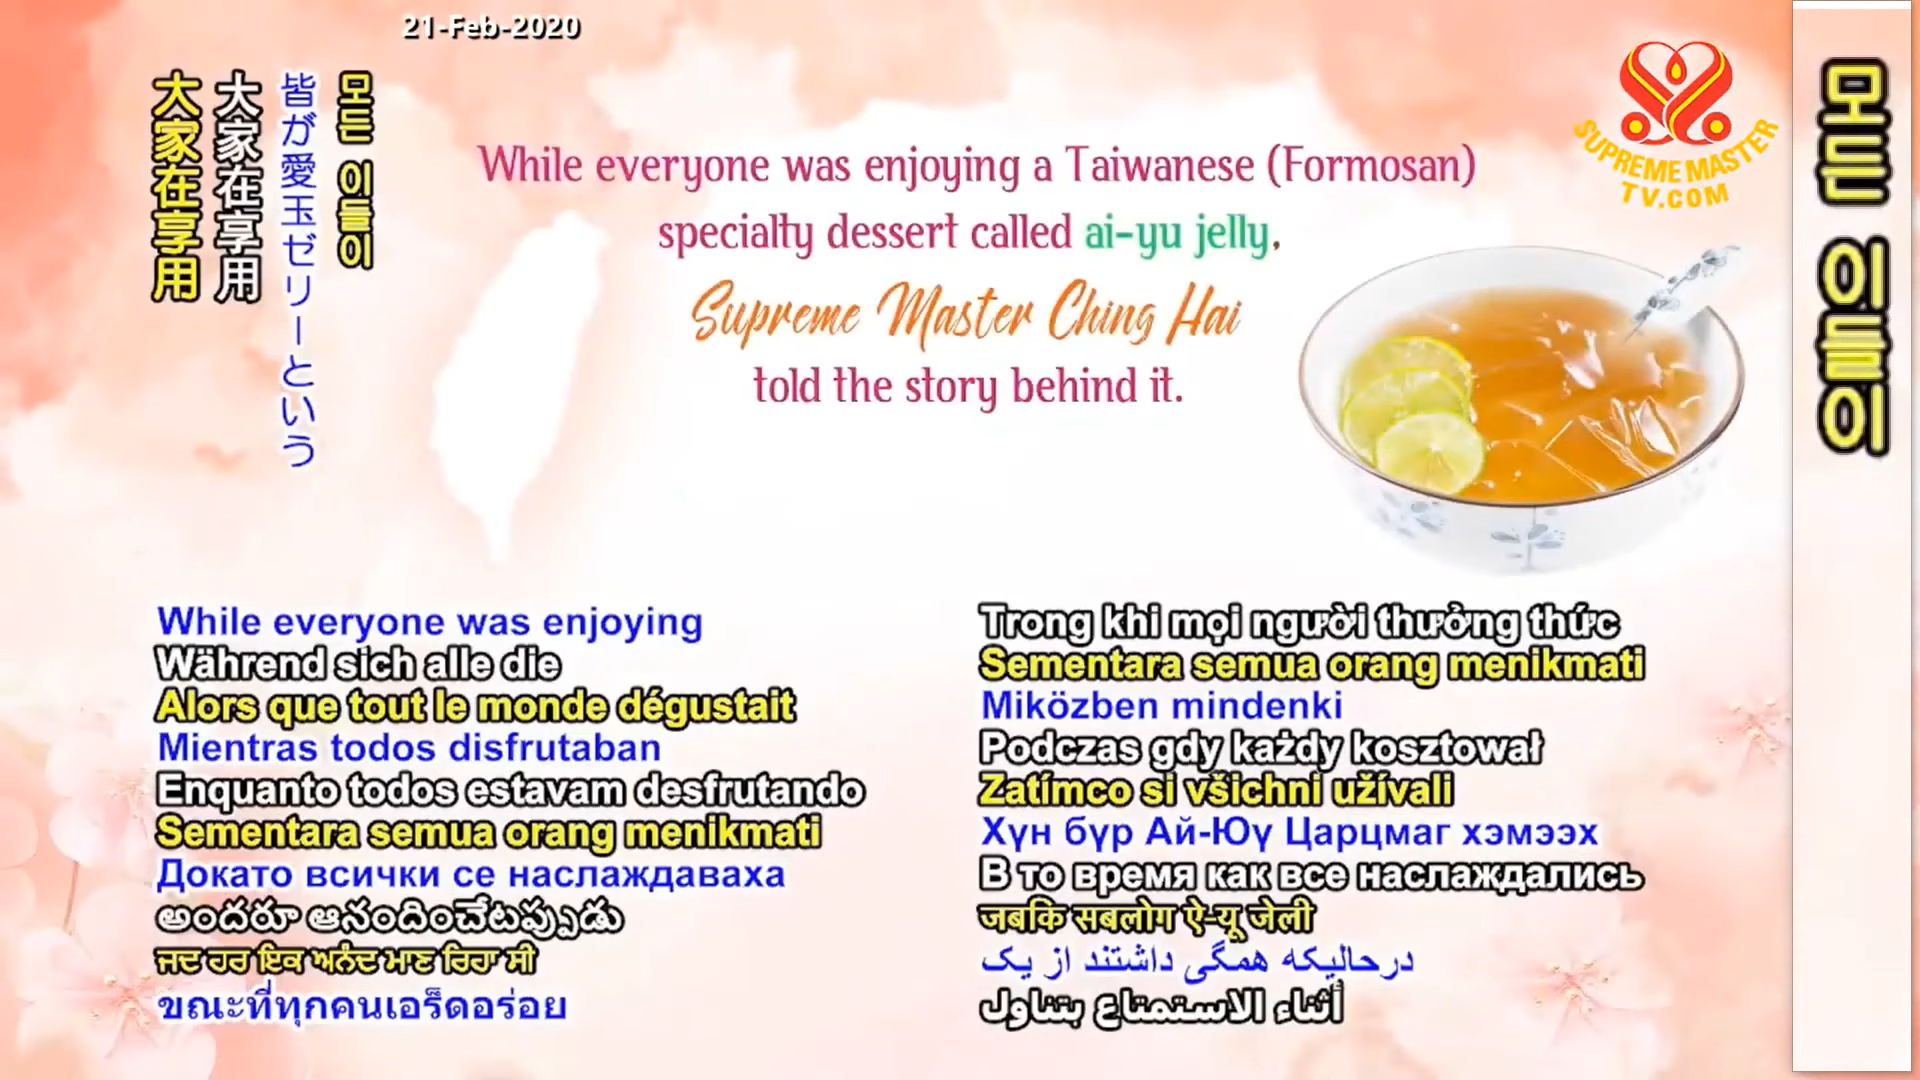 21-Feb-2020
大家在享用
大家在享用
皆が愛玉ゼリーという
모든 이들이
While everyone was enjoying a Taiwanese (Formosan)
specialty dessert called ai-yu jelly,
Supreme Master Ching Hai
told the story behind it.
SUPREME MASTER
TV.COM
모든 이들이
While everyone was enjoying
Während sich alle die
Alors que tout le monde dégustait
Mientras todos disfrutaban
Enquanto todos estavam desfrutando
Sementara semua orang menikmati
Докато всички се наслаждаваха
అందరూ ఆనందించేటప్పుడు
ਜਦ ਹਰ ਇਕ ਅਨੰਦ ਮਾਣ ਰਿਹਾ ਸੀ
ขณะที่ทุกคนเอร็ดอร่อย
Trong khi mọi người thưởng thức
Sementara semua orang menikmati
Miközben mindenki
Podczas gdy każdy kosztował
Zatímco si všichni užívali
Хүн бүр Ай-Юү Царцмаг хэмээх
В то время как все наслаждались
जबकि सबलोग ऐ-यू जेली
درحالیکه همگی داشتند از یک
أثناء الاستمتاع بتناول